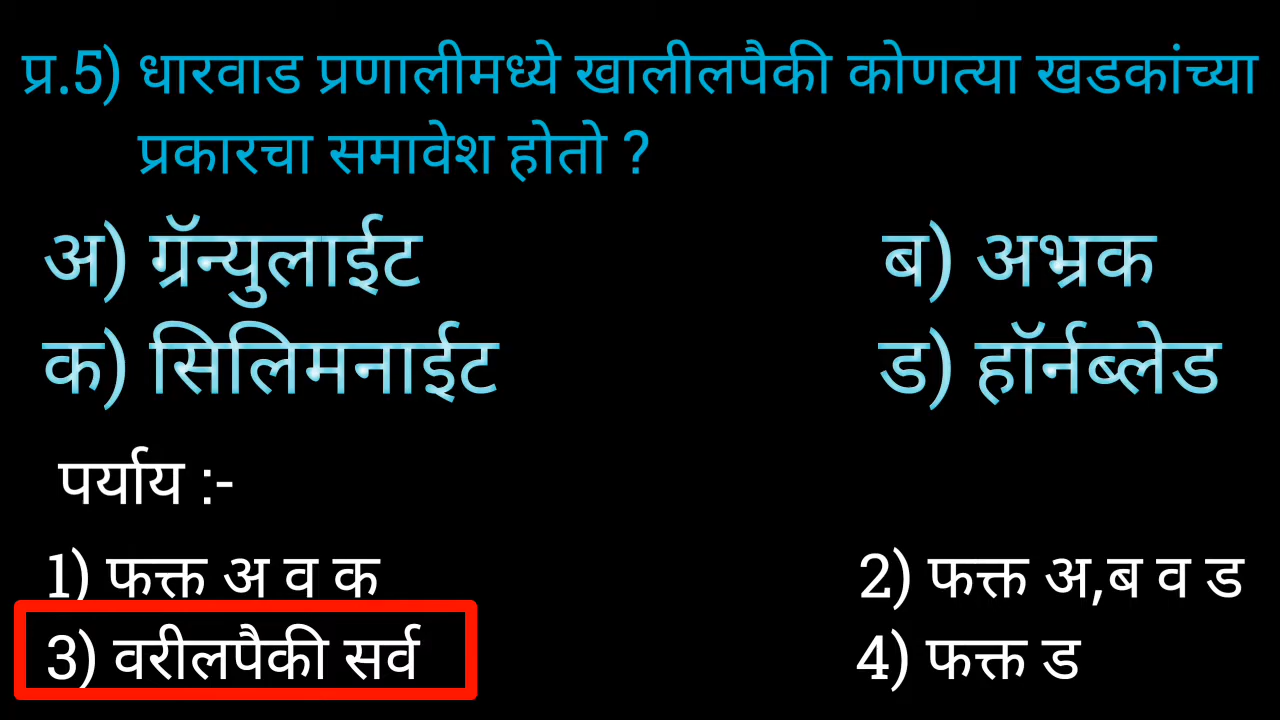 प्र.5) धारवाड प्रणालीमध्ये खालीलपैकी कोणत्या खडकांच्या
प्रकारचा समावेश होतो ?
अ) ग्रॅन्युलाईट ब) अभ्रक
क) सिलिमनाईट ड) हॉर्नब्लेड
पर्याय :-
1) फक्त अ व क 2) फक्त अ,ब व ड
3) वरीलपैकी सर्व 4) फक्त ड